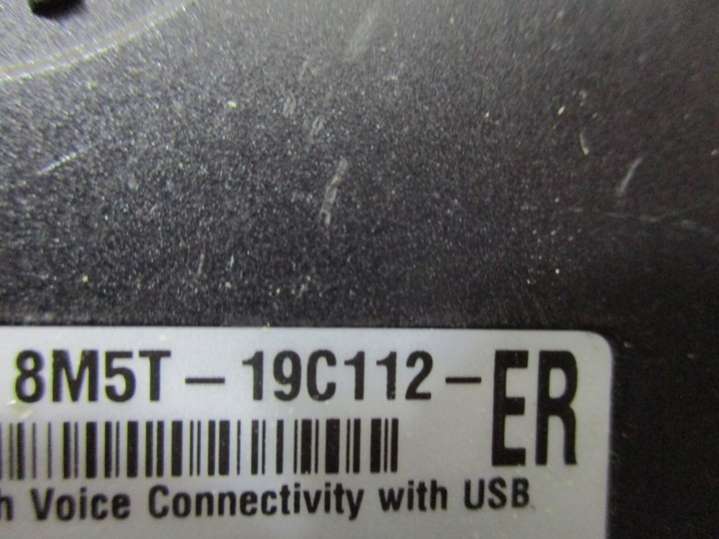 8M5T-19C112-ER
Voice Connectivity with USB